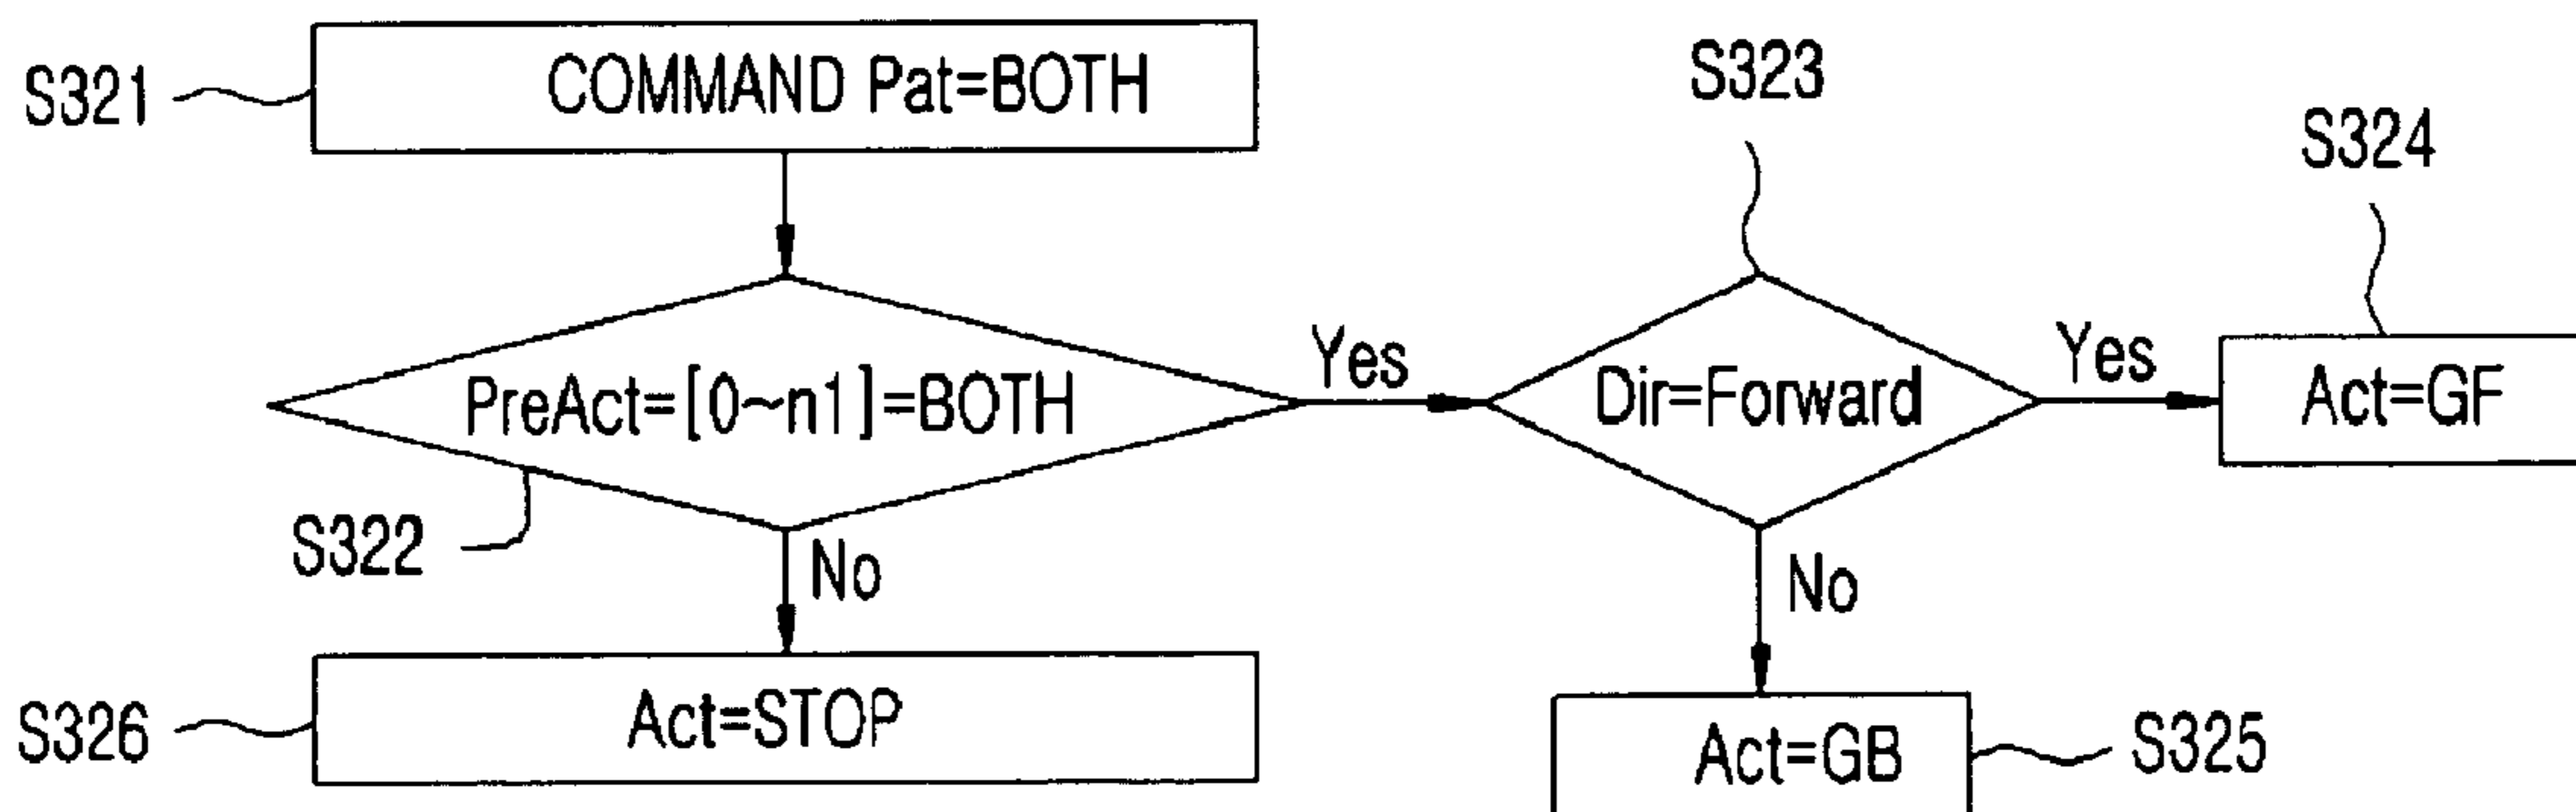 S321
COMMAND Pat=BOTH
S323
S324
PreAct=[0~n1]=BOTH
Yes
Dir=Forward
Yes
Act=GF
S322
No
No
S326
Act=STOP
Act=GB
S325